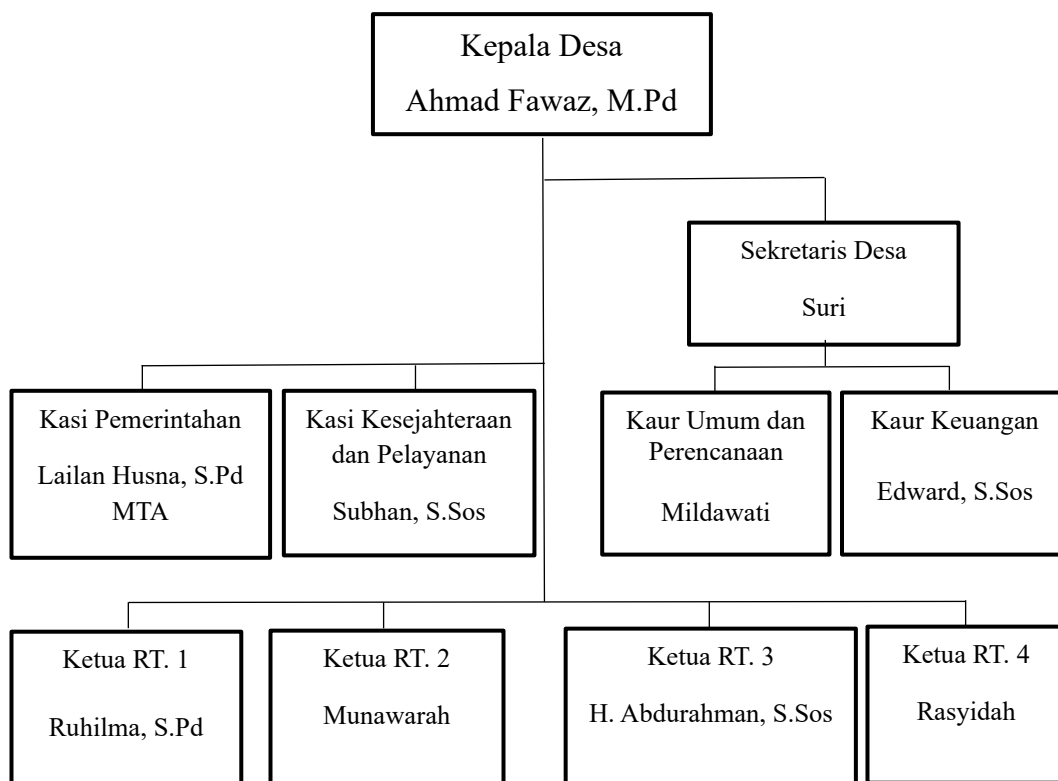 Kepala Desa
Ahmad Fawaz, M.Pd
Sekretaris Desa
Suri
Kasi Pemerintahan
Lailan Husna, S.Pd
MTA
Kasi Kesejahteraan
dan Pelayanan
Subhan, S.Sos
Kaur Umum dan
Perencanaan
Mildawati
Kaur Keuangan
Edward, S.Sos
Ketua RT. 1
Ruhilma, S.Pd
Ketua RT. 2
Munawarah
Ketua RT. 3
H. Abdurahman, S.Sos
Ketua RT. 4
Rasyidah